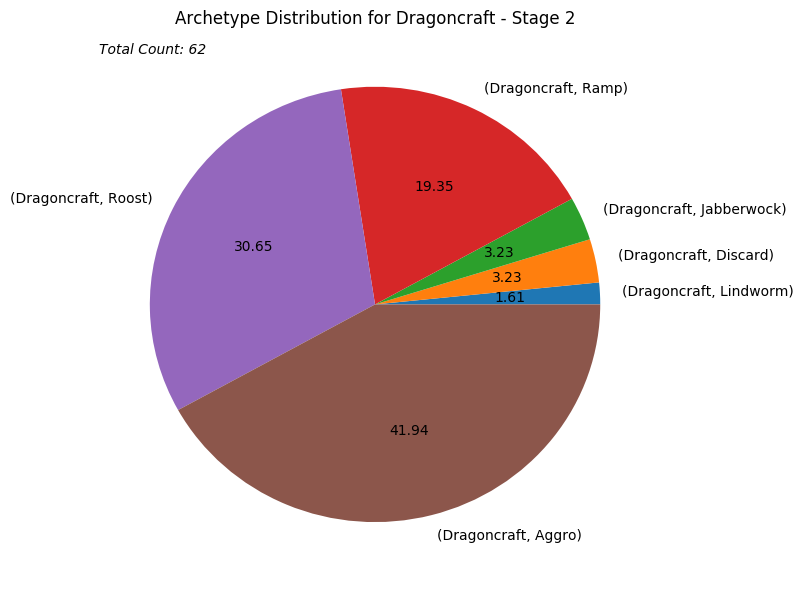 Archetype Distribution for Dragoncraft - Stage 2
Total Count: 62
(Dragoncraft, Ramp)
19.35
(Dragoncraft, Roost)
30.65
(Dragoncraft, Jabberwock)
3.23
(Dragoncraft, Discard)
3.23
(Dragoncraft, Lindworm)
1.61
41.94
(Dragoncraft, Aggro)